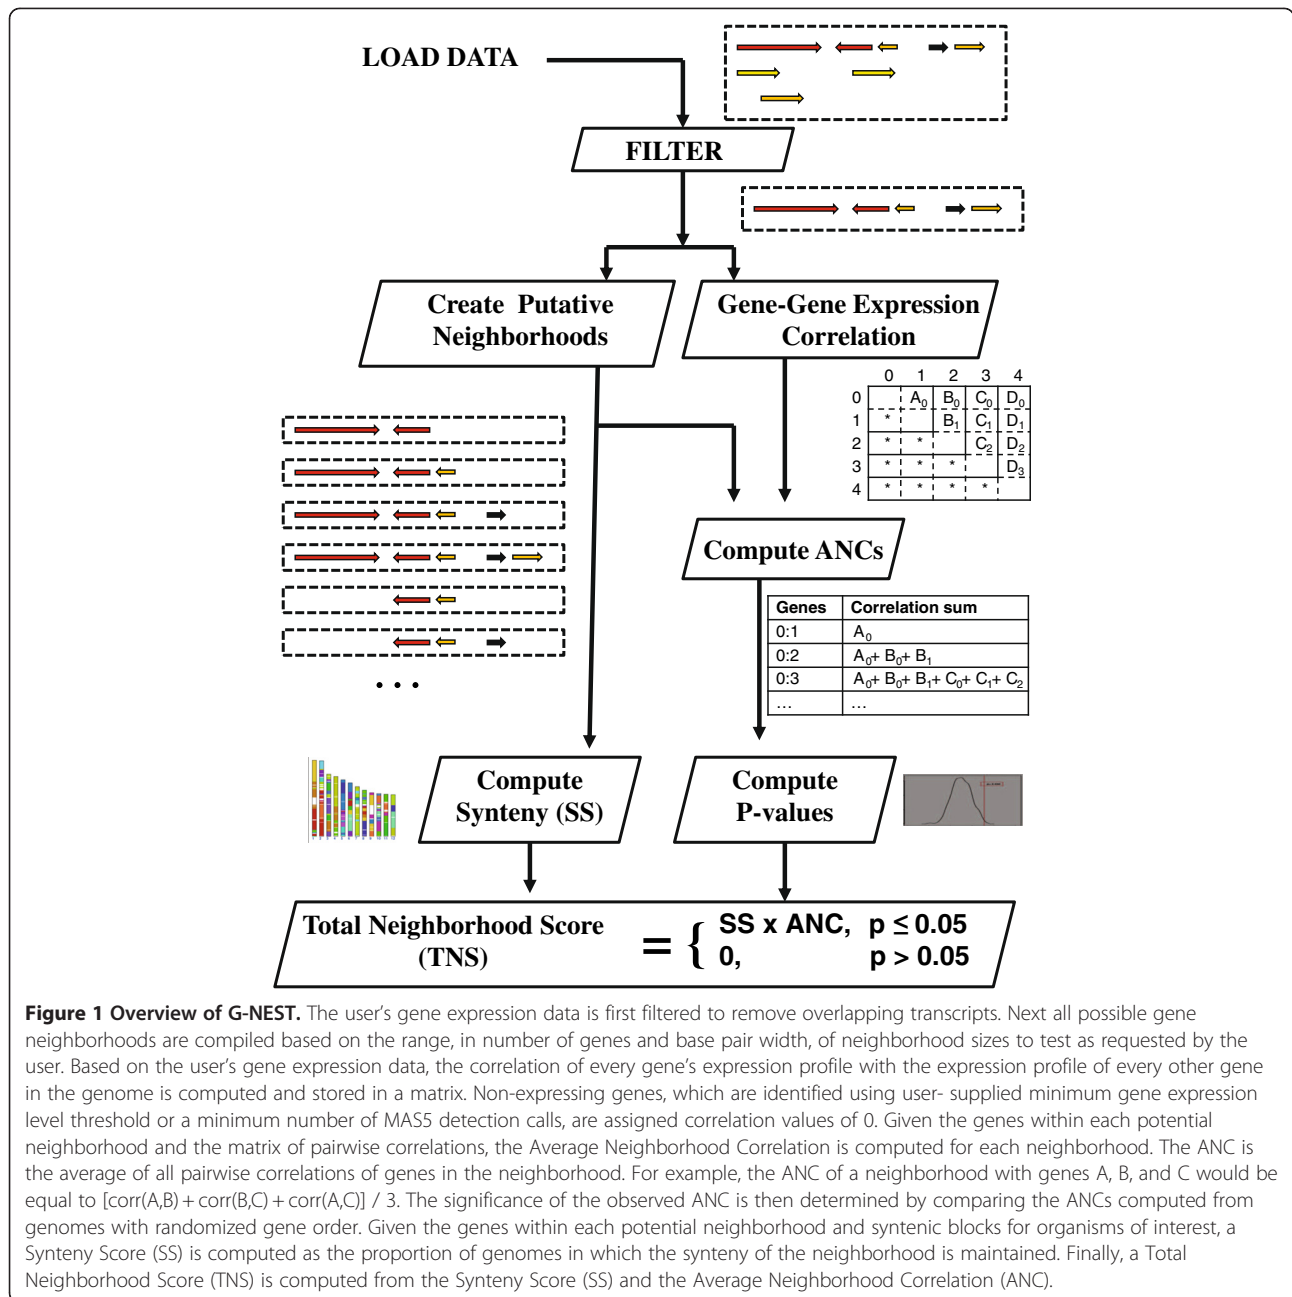 LOAD DATA
FILTER
Create Putative
Neighborhoods
Gene-Gene Expression
Correlation
0 1 2 3 4
0 A0 B0 C0 D0
1 * B1 C1 D1
2 * * C2 D2
3 * * * D3
4 * * * *
Compute ANCs
Genes Correlation sum
0:1 A0
0:2 A0+ B0+ B1
0:3 A0+ B0+ B1+ C0+ C1+ C2
... ...
...
Compute
Synteny (SS)
Compute
P-values
Total Neighborhood Score
(TNS)
= { SS x ANC, p ≤ 0.05
0, p > 0.05
Figure 1 Overview of G-NEST. The user's gene expression data is first filtered to remove overlapping transcripts. Next all possible gene
neighborhoods are compiled based on the range, in number of genes and base pair width, of neighborhood sizes to test as requested by the
user. Based on the user's gene expression data, the correlation of every gene's expression profile with the expression profile of every other gene
in the genome is computed and stored in a matrix. Non-expressing genes, which are identified using user- supplied minimum gene expression
level threshold or a minimum number of MAS5 detection calls, are assigned correlation values of 0. Given the genes within each potential
neighborhood and the matrix of pairwise correlations, the Average Neighborhood Correlation is computed for each neighborhood. The ANC is
the average of all pairwise correlations of genes in the neighborhood. For example, the ANC of a neighborhood with genes A, B, and C would be
equal to [corr(A,B) + corr(B,C) + corr(A,C)] / 3. The significance of the observed ANC is then determined by comparing the ANCs computed from
genomes with randomized gene order. Given the genes within each potential neighborhood and syntenic blocks for organisms of interest, a
Synteny Score (SS) is computed as the proportion of genomes in which the synteny of the neighborhood is maintained. Finally, a Total
Neighborhood Score (TNS) is computed from the Synteny Score (SS) and the Average Neighborhood Correlation (ANC).